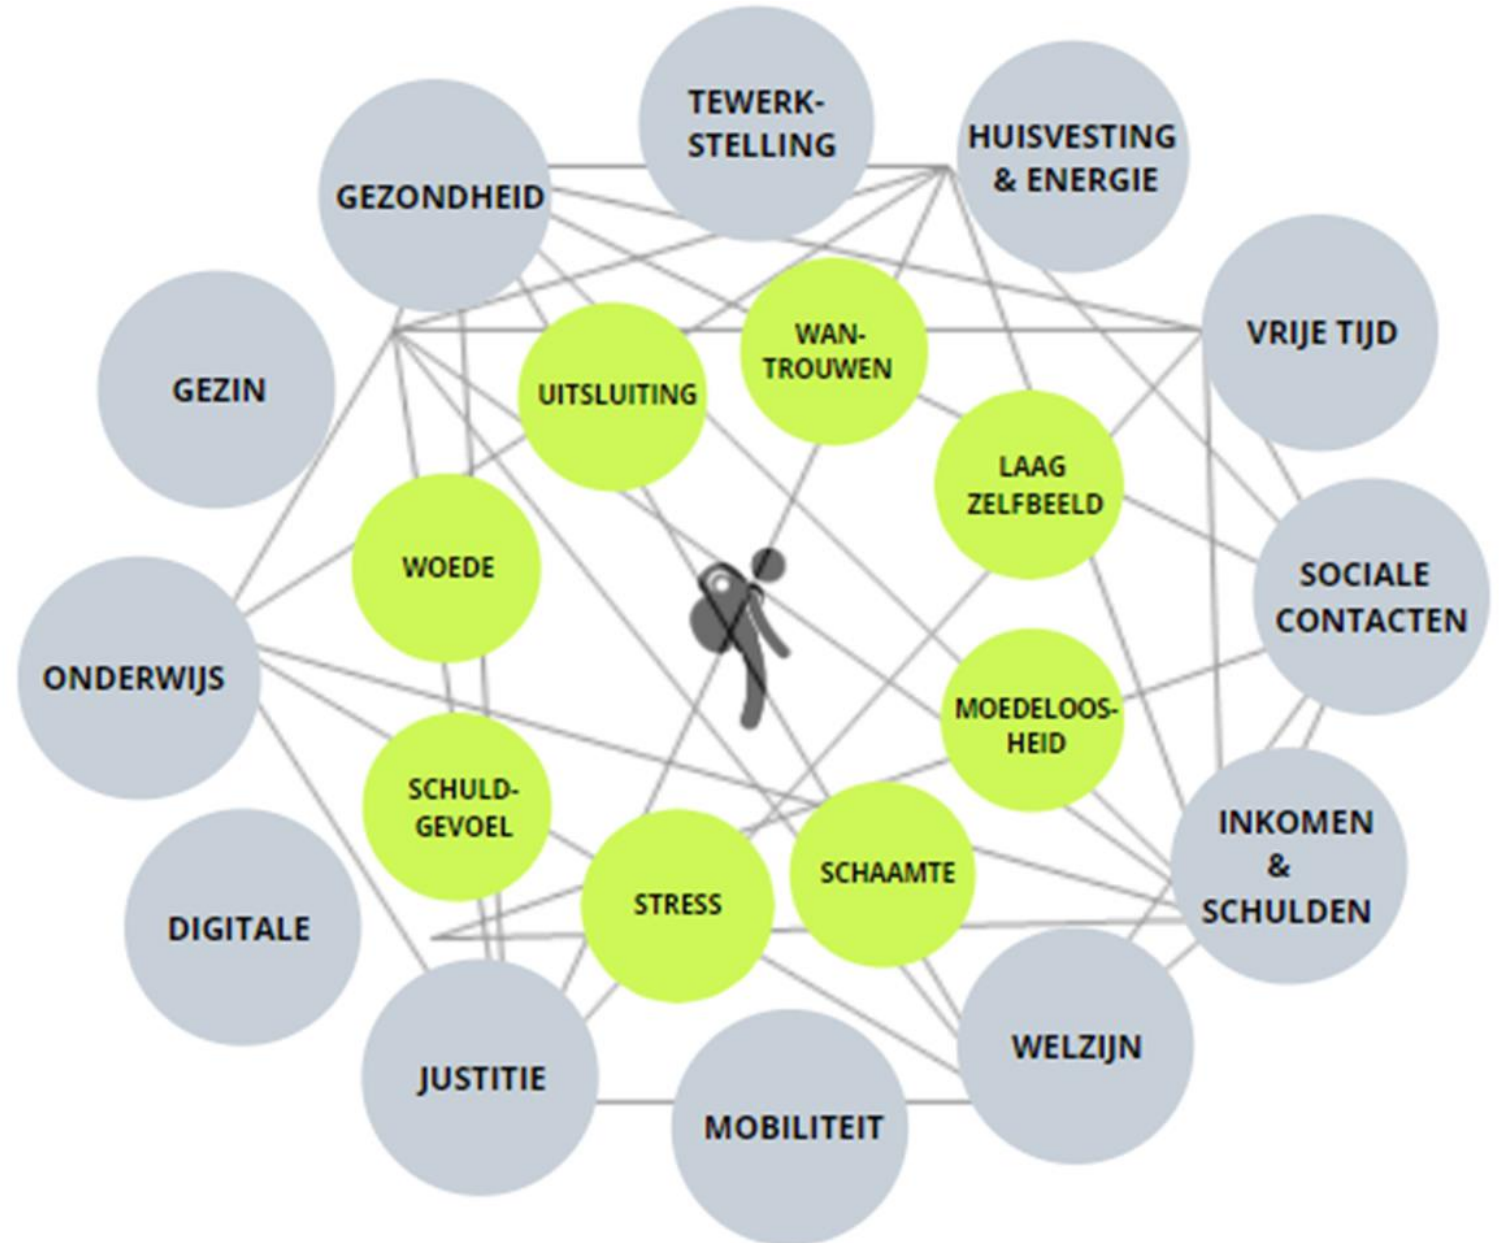 TEWERK-
STELLING
HUISVESTING
& ENERGIE
GEZONDHEID
VRIJE TIJD
WAN-
TROUWEN
GEZIN
UITSLUITING
LAAG
ZELFBEELD
WOEDE
SOCIALE
CONTACTEN
ONDERWIJS
MOEDELOOS-
HEID
SCHULD-
GEVOEL
INKOMEN
&
SCHULDEN
SCHAAMTE
STRESS
DIGITALE
WELZIJN
JUSTITIE
MOBILITEIT